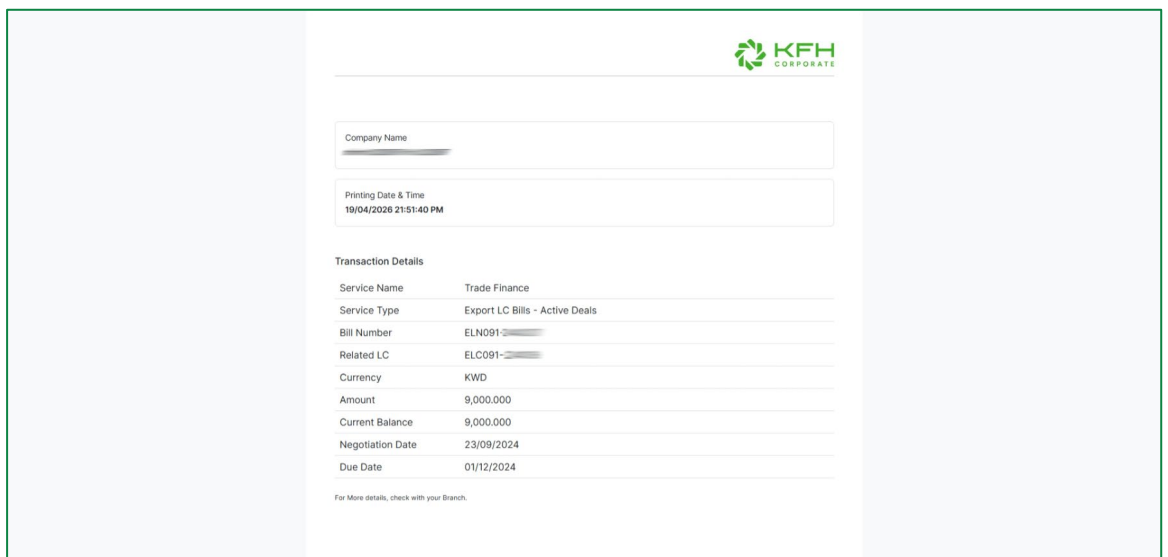 KFH
CORPORATE
Company Name
Printing Date & Time
19/04/2026 21:51:40 PM
Transaction Details
Service Name Trade Finance
Service Type Export LC Bills - Active Deals
Bill Number ELN091-
Related LC ELC091-
Currency KWD
Amount 9,000.000
Current Balance 9,000.000
Negotiation Date 23/09/2024
Due Date 01/12/2024
For More details, check with your Branch.